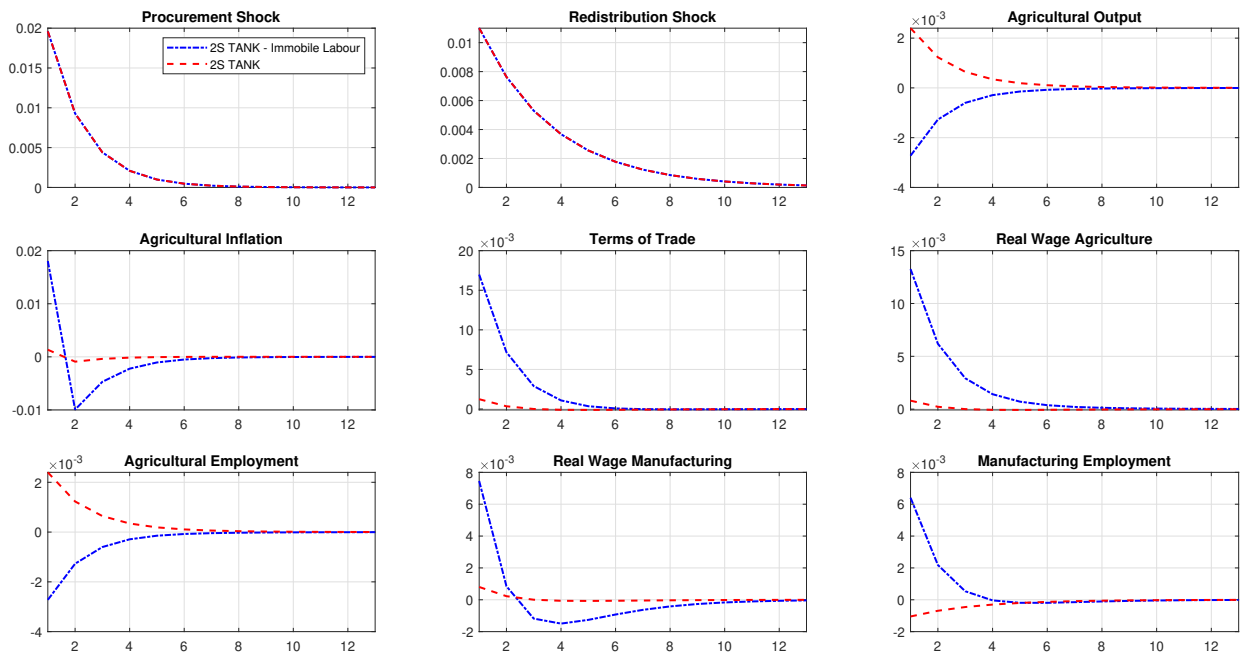 Procurement Shock
0.02
0.015
0.01
0.005
0
2 4 6 8 10 12
2S TANK - Immobile Labour
2S TANK
Redistribution Shock
0.01
0.008
0.006
0.004
0.002
0
2 4 6 8 10 12
Agricultural Output
×10⁻³
2
0
-2
-4
2 4 6 8 10 12
Agricultural Inflation
0.02
0.01
0
-0.01
2 4 6 8 10 12
Terms of Trade
×10⁻³
20
15
10
5
0
2 4 6 8 10 12
Real Wage Agriculture
×10⁻³
15
10
5
0
2 4 6 8 10 12
Agricultural Employment
×10⁻³
2
0
-2
-4
2 4 6 8 10 12
Real Wage Manufacturing
×10⁻³
8
6
4
2
0
-2
2 4 6 8 10 12
Manufacturing Employment
×10⁻³
8
6
4
2
0
-2
2 4 6 8 10 12